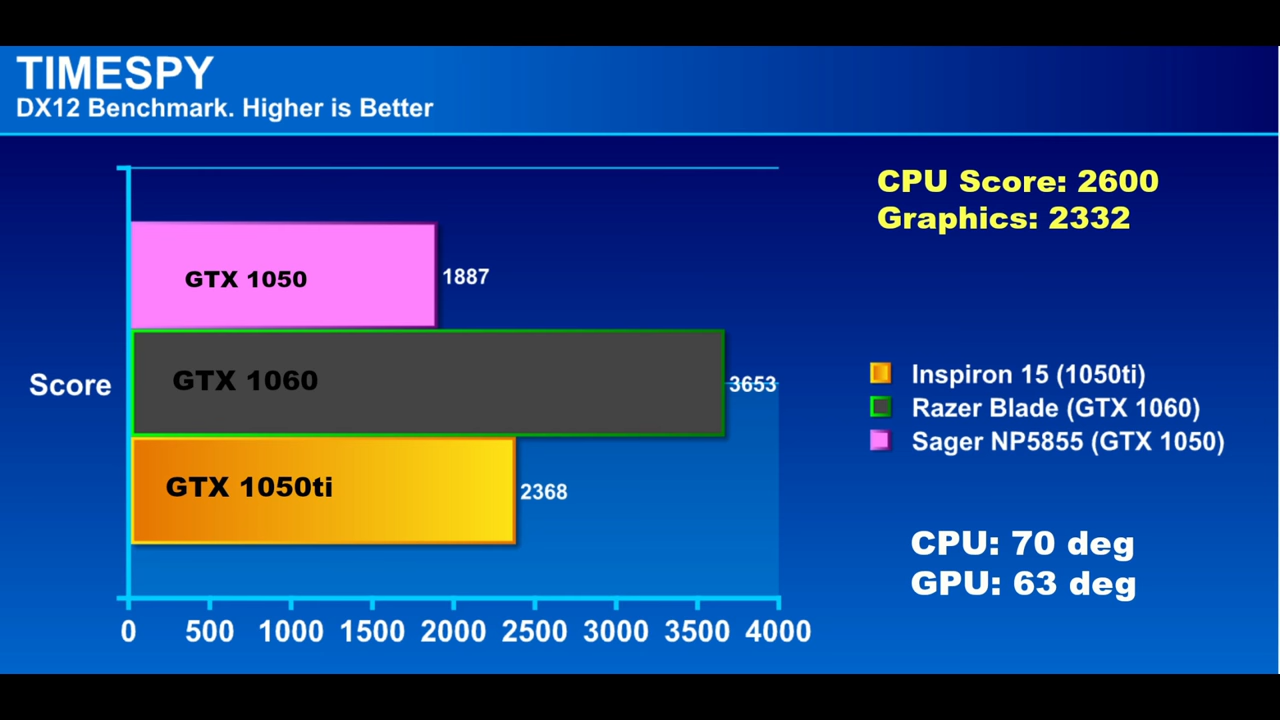 TIMESPY
DX12 Benchmark. Higher is Better
CPU Score: 2600
Graphics: 2332
GTX 1050
1887
Score
GTX 1060
3653
GTX 1050ti
2368
Inspiron 15 (1050ti)
Razer Blade (GTX 1060)
Sager NP5855 (GTX 1050)
CPU: 70 deg
GPU: 63 deg
0 500 1000 1500 2000 2500 3000 3500 4000